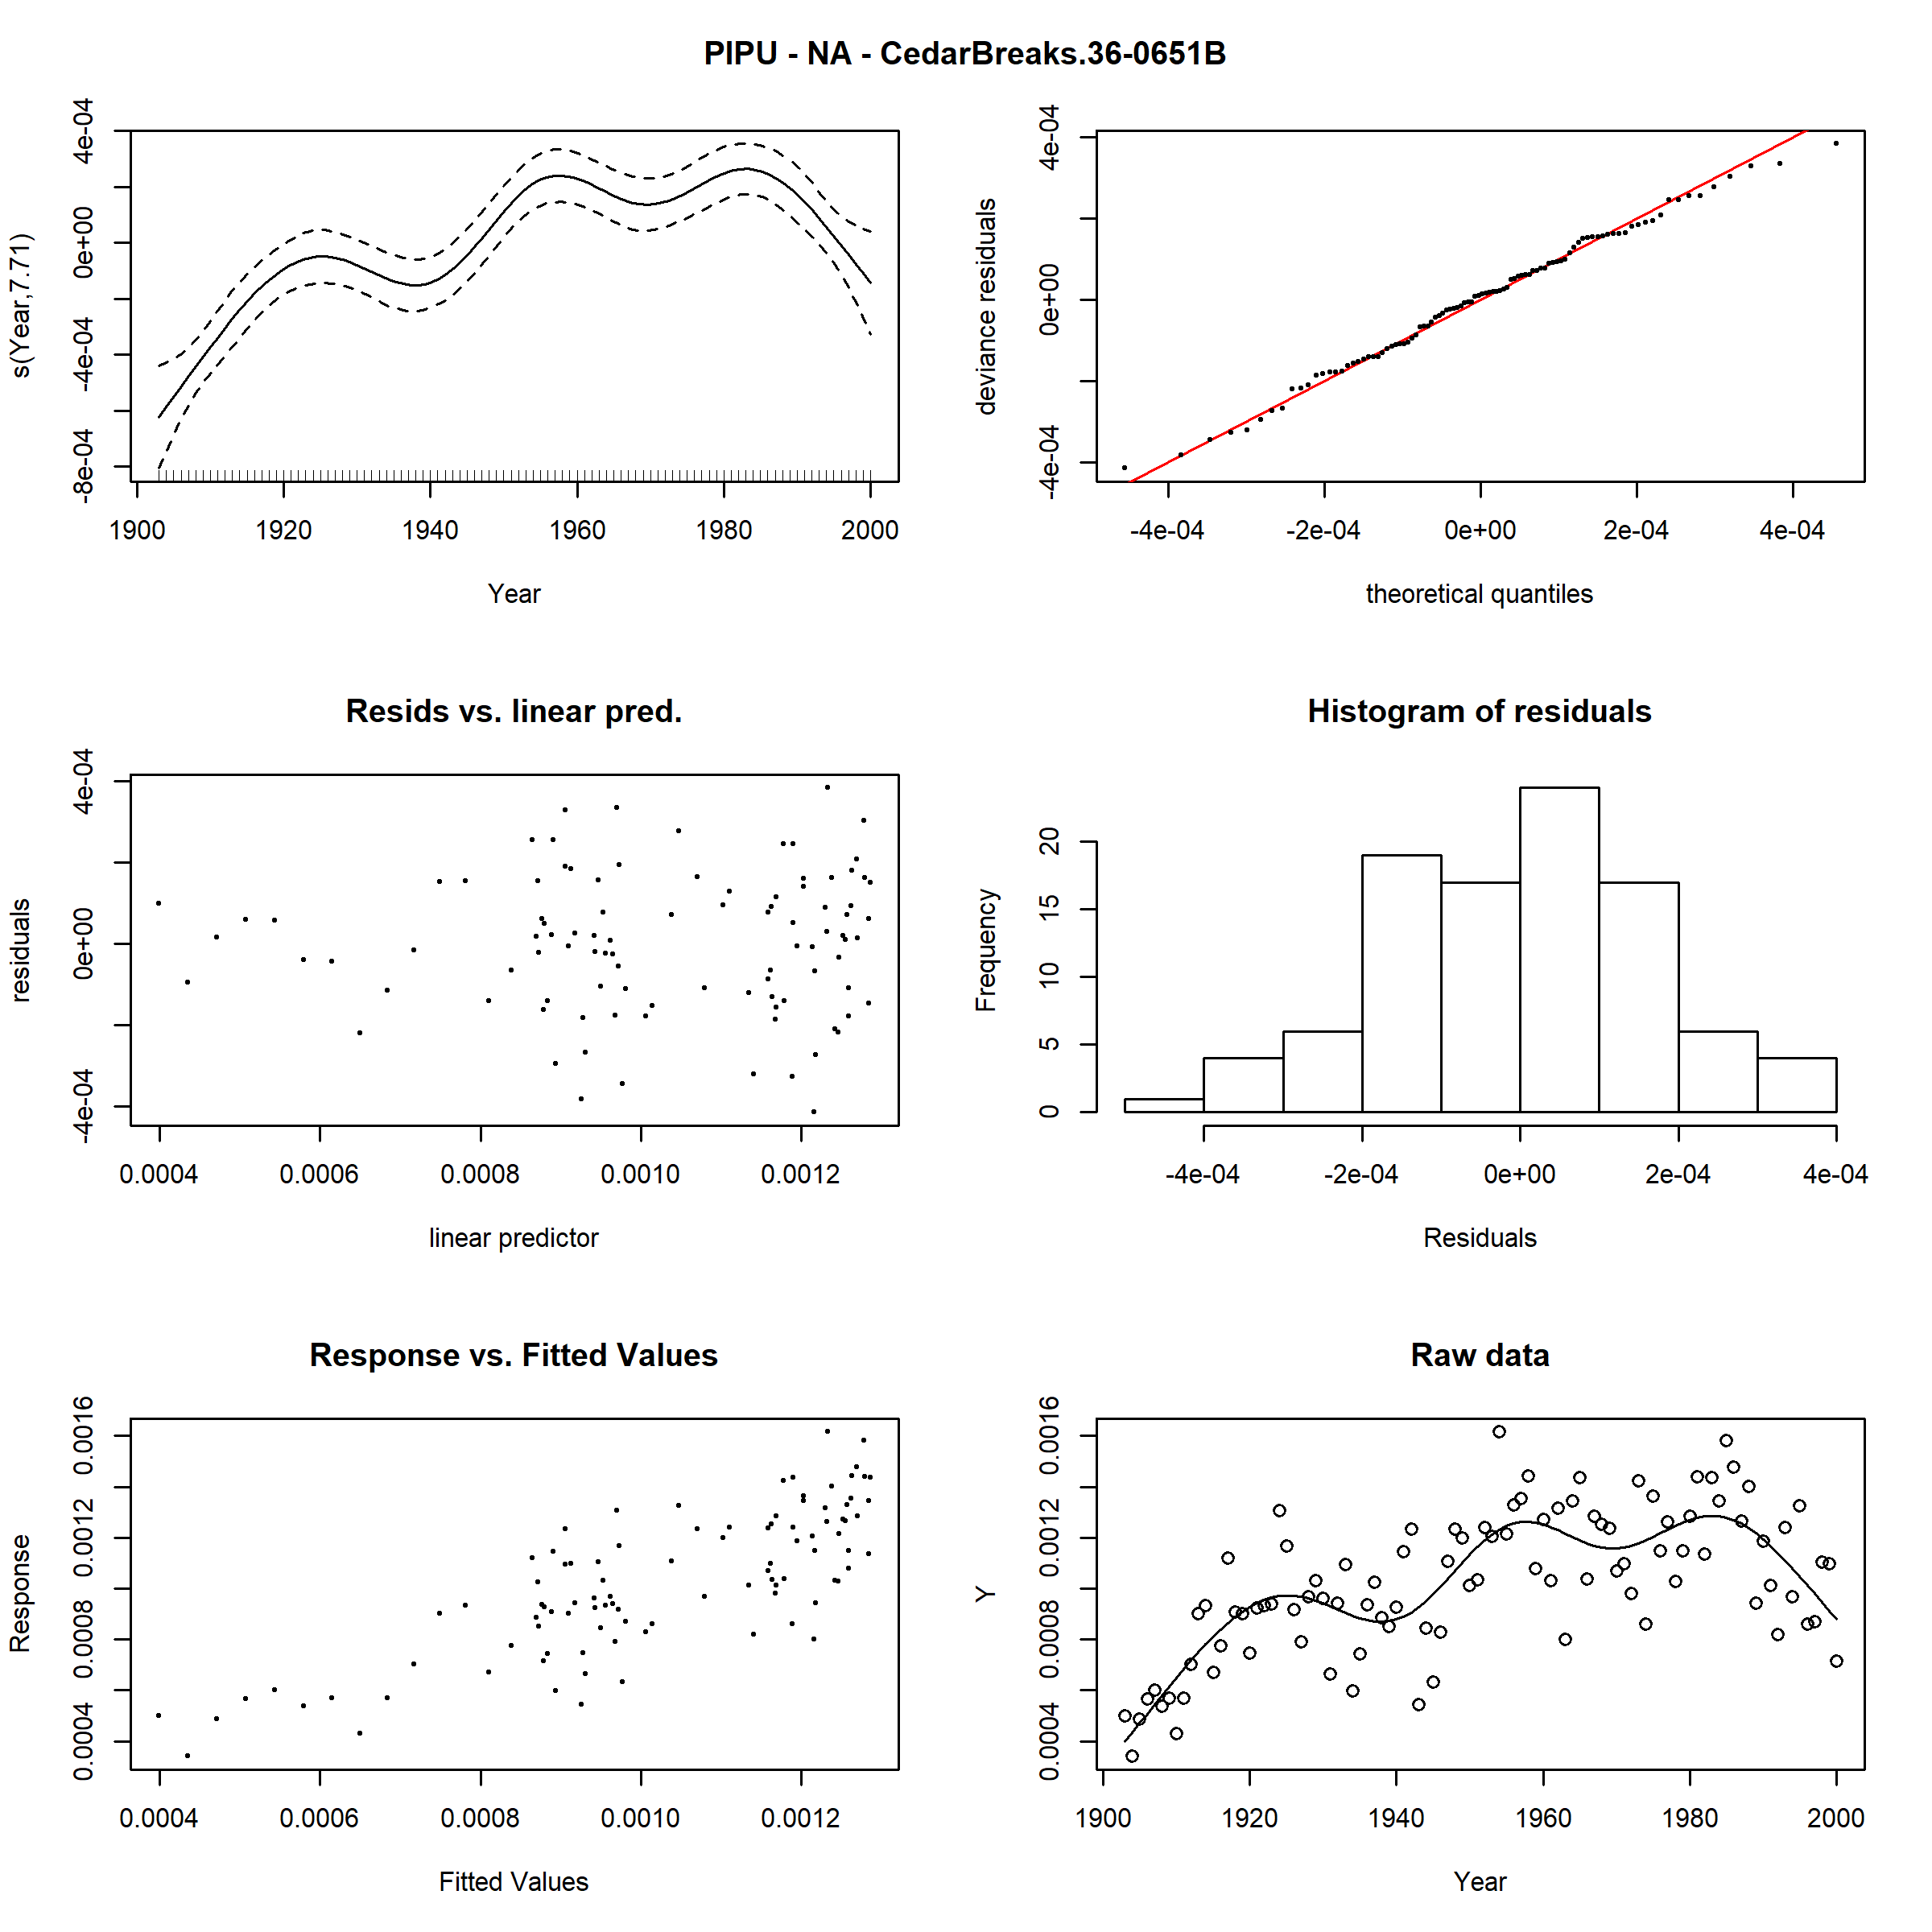 PIPU - NA - CedarBreaks.36-0651B
s(Year,7.71)
-8e-04 -4e-04 0e+00 4e-04
1900 1920 1940 1960 1980 2000
Year
deviance residuals
-4e-04 0e+00 4e-04
-4e-04 -2e-04 0e+00 2e-04 4e-04
theoretical quantiles
Resids vs. linear pred.
residuals
-4e-04 0e+00 4e-04
0.0004 0.0006 0.0008 0.0010 0.0012
linear predictor
Histogram of residuals
Frequency
0 5 10 15 20
-4e-04 -2e-04 0e+00 2e-04 4e-04
Residuals
Response vs. Fitted Values
Response
0.0004 0.0008 0.0012 0.0016
0.0004 0.0006 0.0008 0.0010 0.0012
Fitted Values
Raw data
Y
0.0004 0.0008 0.0012 0.0016
1900 1920 1940 1960 1980 2000
Year